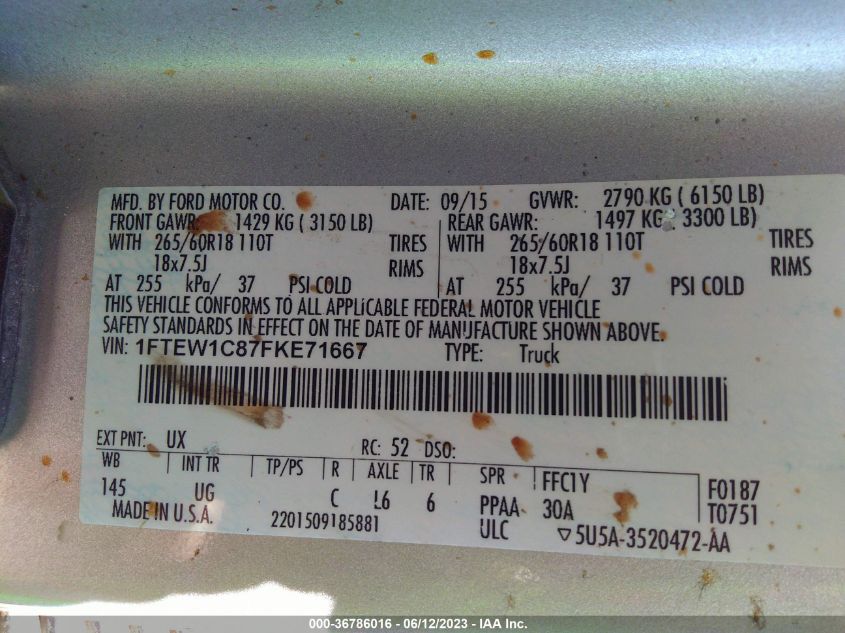 MFD. BY FORD MOTOR CO. DATE: 09/15 GVWR: 2790 KG ( 6150 LB)
FRONT GAWR: 1429 KG ( 3150 LB) REAR GAWR: 1497 KG 3300 LB)
WITH 265/60R18 110T TIRES WITH 265/60R18 110T TIRES
18x7.5J RIMS 18x7.5J RIMS
AT 255 kPa/ 37 PSI COLD AT 255 kPa/ 37 PSI COLD
THIS VEHICLE CONFORMS TO ALL APPLICABLE FEDERAL MOTOR VEHICLE
SAFETY STANDARDS IN EFFECT ON THE DATE OF MANUFACTURE SHOWN ABOVE.
VIN: 1FTEW1C87FKE71667 TYPE: Truck
EXT PNT: UX RC: 52 DSO:
WB INT TR TP/PS R AXLE TR SPR FFC1Y F0187
145 UG C L6 6 PPAA 30A T0751
MADE IN U.S.A. 2201509185881 ULC ▽5U5A-3520472-AA
000-36786016 - 06/12/2023 - IAA Inc.